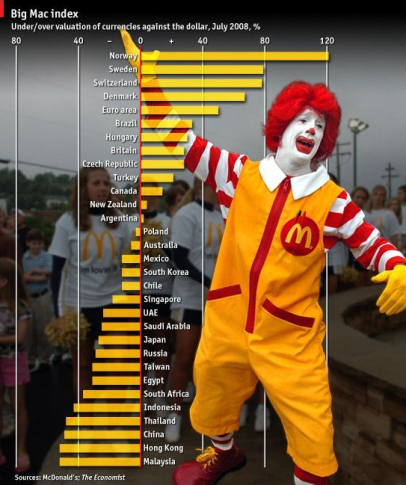 Big Mac index
Under/over valuation of currencies against the dollar, July 2008, %
80 40 – 0 + 40 80 120
Norway
Sweden
Switzerland
Denmark
Euro area
Brazil
Hungary
Britain
Czech Republic
Turkey
Canada
New Zealand
Argentina
Poland
Australia
Mexico
South Korea
Chile
Singapore
UAE
Saudi Arabia
Japan
Russia
Taiwan
Egypt
South Africa
Indonesia
Thailand
China
Hong Kong
Malaysia
Sources: McDonald's; The Economist